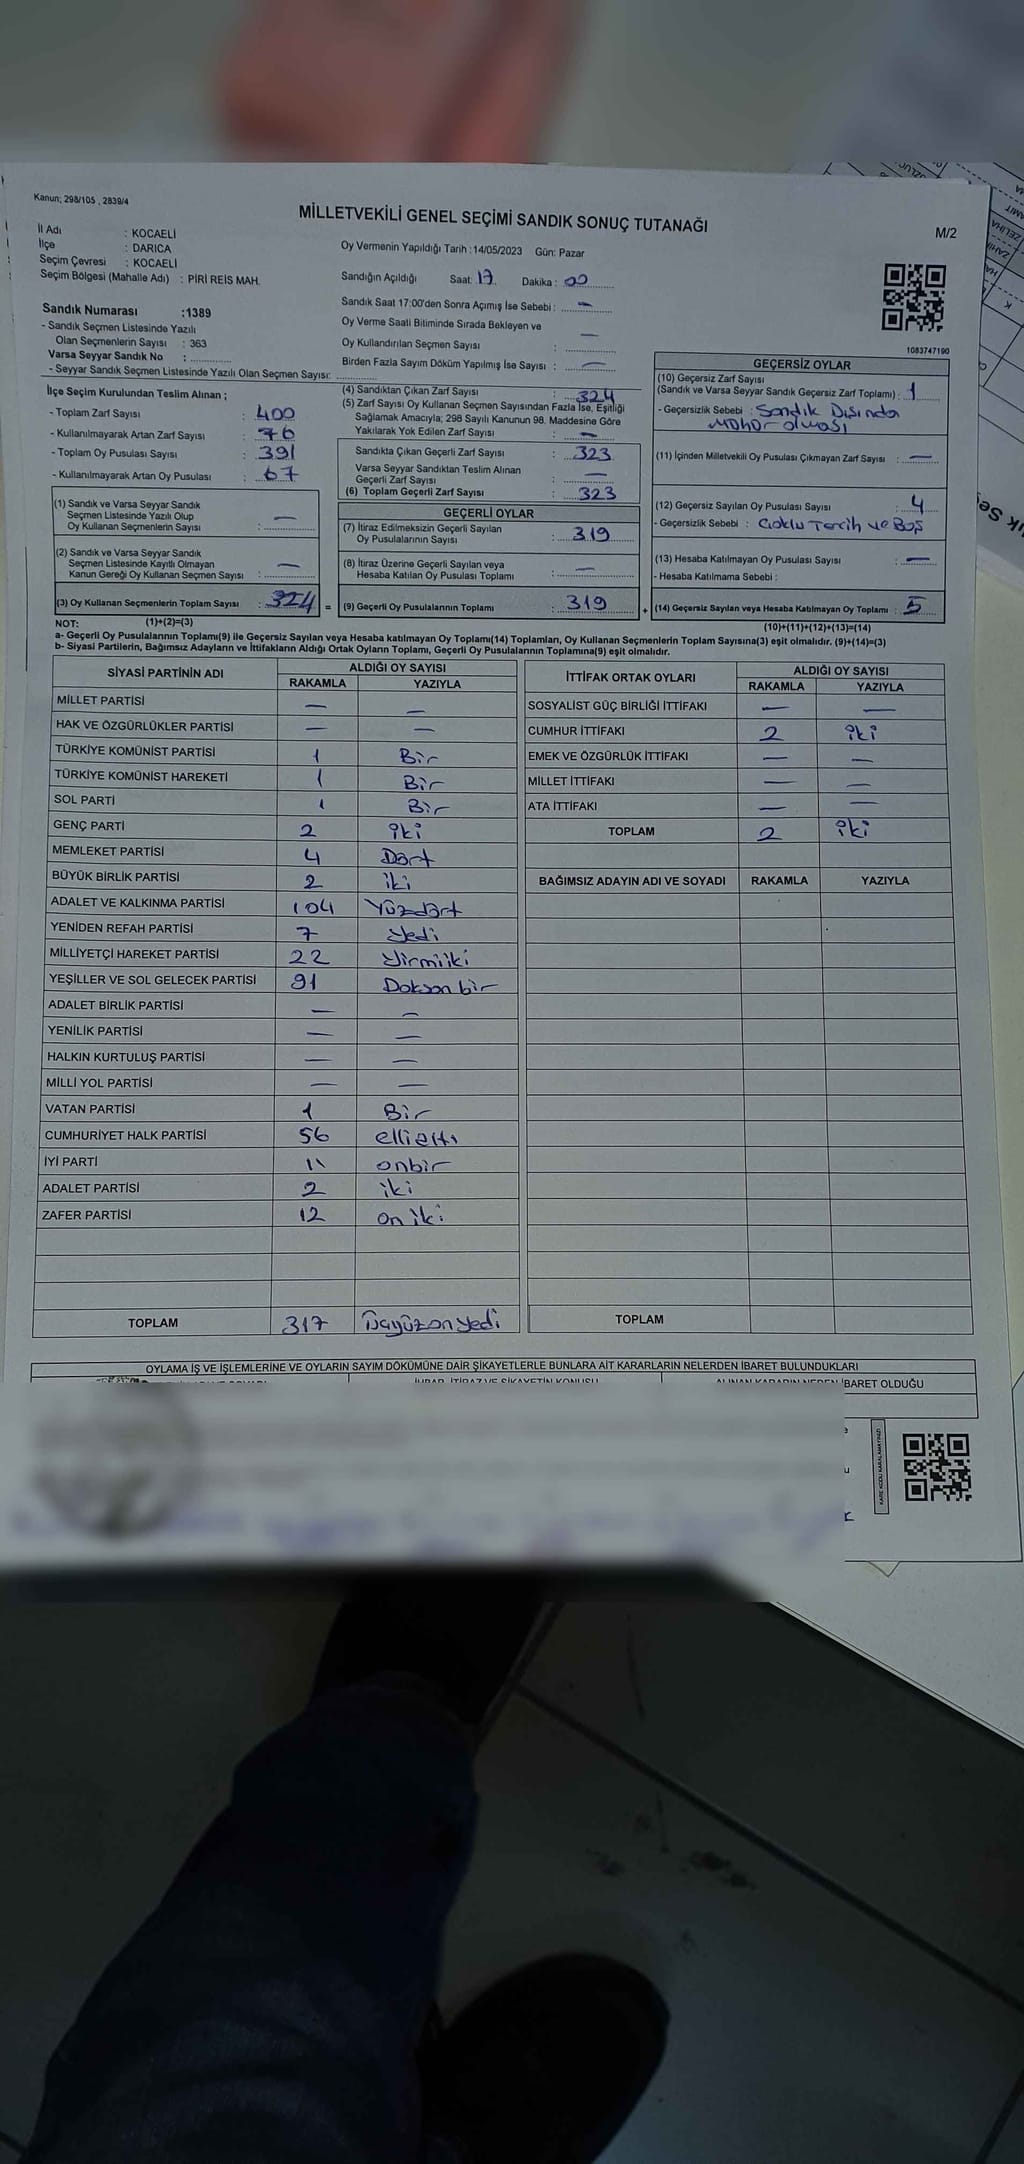 Kanun; 298/105 , 2839/4
MİLLETVEKİLİ GENEL SEÇİMİ SANDIK SONUÇ TUTANAĞI
M/2
İl Adı : KOCAELİ
İlçe : DARICA
Seçim Çevresi : KOCAELİ
Seçim Bölgesi (Mahalle Adı) : PİRİ REİS MAH.
Oy Vermenin Yapıldığı Tarih : 14/05/2023 Gün: Pazar
Sandığın Açıldığı Saat: 17 Dakika : 00
Sandık Saat 17:00'den Sonra Açımış İse Sebebi : —
Oy Verme Saati Bitiminde Sırada Bekleyen ve
Oy Kullandırılan Seçmen Sayısı : —
Birden Fazla Sayım Döküm Yapılmış İse Sayısı : —
Sandık Numarası :1389
- Sandık Seçmen Listesinde Yazılı
Olan Seçmenlerin Sayısı : 363
Varsa Seyyar Sandık No :
- Seyyar Sandık Seçmen Listesinde Yazılı Olan Seçmen Sayısı:
1083747190
İlçe Seçim Kurulundan Teslim Alınan ;
- Toplam Zarf Sayısı : 400
- Kullanılmayarak Artan Zarf Sayısı : 76
- Toplam Oy Pusulası Sayısı : 391
- Kullanılmayarak Artan Oy Pusulası : 67
(1) Sandık ve Varsa Seyyar Sandık
Seçmen Listesinde Yazılı Olup
Oy Kullanan Seçmenlerin Sayısı : —
(2) Sandık ve Varsa Seyyar Sandık
Seçmen Listesinde Kayıtlı Olmayan
Kanun Gereği Oy Kullanan Seçmen Sayısı : —
(3) Oy Kullanan Seçmenlerin Toplam Sayısı : 324 =
(4) Sandıktan Çıkan Zarf Sayısı : 324
(5) Zarf Sayısı Oy Kullanan Seçmen Sayısından Fazla İse, Eşitliği
Sağlamak Amacıyla; 298 Sayılı Kanunun 98. Maddesine Göre
Yakılarak Yok Edilen Zarf Sayısı : —
Sandıkta Çıkan Geçerli Zarf Sayısı : 323
Varsa Seyyar Sandıktan Teslim Alınan
Geçerli Zarf Sayısı : —
(6) Toplam Geçerli Zarf Sayısı : 323
GEÇERLİ OYLAR
(7) İtiraz Edilmeksizin Geçerli Sayılan
Oy Pusulalarının Sayısı : 319
(8) İtiraz Üzerine Geçerli Sayılan veya
Hesaba Katılan Oy Pusulası Toplamı : —
(9) Geçerli Oy Pusulalarının Toplamı : 319 +
GEÇERSİZ OYLAR
(10) Geçersiz Zarf Sayısı
(Sandık ve Varsa Seyyar Sandık Geçersiz Zarf Toplamı) : 1
- Geçersizlik Sebebi : Sandık Dışında
Mühür olması
(11) İçinden Milletvekili Oy Pusulası Çıkmayan Zarf Sayısı : —
(12) Geçersiz Sayılan Oy Pusulası Sayısı : 4
- Geçersizlik Sebebi : Çoklu Tercih ve Boş
(13) Hesaba Katılmayan Oy Pusulası Sayısı : —
- Hesaba Katılmama Sebebi :
(14) Geçersiz Sayılan veya Hesaba Katılmayan Oy Toplamı : 5
NOT: (1)+(2)=(3)
(10)+(11)+(12)+(13)=(14)
a- Geçerli Oy Pusulalarının Toplamı(9) ile Geçersiz Sayılan veya Hesaba katılmayan Oy Toplamı(14) Toplamları, Oy Kullanan Seçmenlerin Toplam Sayısına(3) eşit olmalıdır. (9)+(14)=(3)
b- Siyasi Partilerin, Bağımsız Adayların ve İttifakların Aldığı Oyların Toplamı, Geçerli Oy Pusulalarının Toplamına(9) eşit olmalıdır.
SİYASİ PARTİNİN ADI ALDIĞI OY SAYISI
RAKAMLA YAZIYLA
MİLLET PARTİSİ — —
HAK VE ÖZGÜRLÜKLER PARTİSİ — —
TÜRKİYE KOMÜNİST PARTİSİ 1 Bir
TÜRKİYE KOMÜNİST HAREKETİ 1 Bir
SOL PARTİ 1 Bir
GENÇ PARTİ 2 iki
MEMLEKET PARTİSİ 4 Dört
BÜYÜK BİRLİK PARTİSİ 2 iki
ADALET VE KALKINMA PARTİSİ 104 Yüzdört
YENİDEN REFAH PARTİSİ 7 Yedi
MİLLİYETÇİ HAREKET PARTİSİ 22 Yirmiiki
YEŞİLLER VE SOL GELECEK PARTİSİ 91 Doksan bir
ADALET BİRLİK PARTİSİ — —
YENİLİK PARTİSİ — —
HALKIN KURTULUŞ PARTİSİ — —
MİLLİ YOL PARTİSİ — —
VATAN PARTİSİ 1 Bir
CUMHURİYET HALK PARTİSİ 56 elliAltı
İYİ PARTİ 11 onbir
ADALET PARTİSİ 2 iki
ZAFER PARTİSİ 12 on iki
TOPLAM 317 Üçyüzonyedi
İTTİFAK ORTAK OYLARI ALDIĞI OY SAYISI
RAKAMLA YAZIYLA
SOSYALİST GÜÇ BİRLİĞİ İTTİFAKI — —
CUMHUR İTTİFAKI 2 iki
EMEK VE ÖZGÜRLÜK İTTİFAKI — —
MİLLET İTTİFAKI — —
ATA İTTİFAKI — —
TOPLAM 2 iki
BAĞIMSIZ ADAYIN ADI VE SOYADI RAKAMLA YAZIYLA
TOPLAM
OYLAMA İŞ VE İŞLEMLERİNE VE OYLARIN SAYIM DÖKÜMÜNE DAİR ŞİKAYETLERLE BUNLARA AİT KARARLARIN NELERDEN İBARET BULUNDUKLARI
İHBAR, İTİRAZ VE ŞİKAYETİN KONUSU
ALINAN KARARIN NEDEN İBARET OLDUĞU
KARE KODU KARALAMAYINIZ!